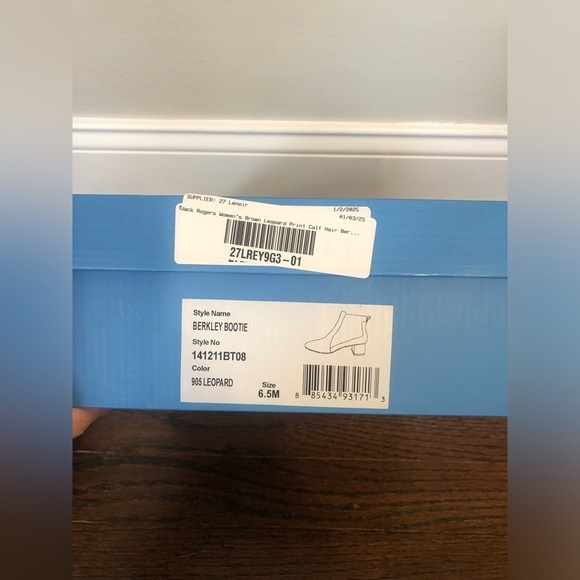 SUPPLIER: 27 Lenoir 1/2/2025
01/03/25
Jack Rogers Women's Brown Leopard Print Calf Hair Ber...
27LREY9G3-01
Style Name
BERKLEY BOOTIE
Style No
141211BT08
Color
905 LEOPARD
Size
6.5M
8 85434 93171 3